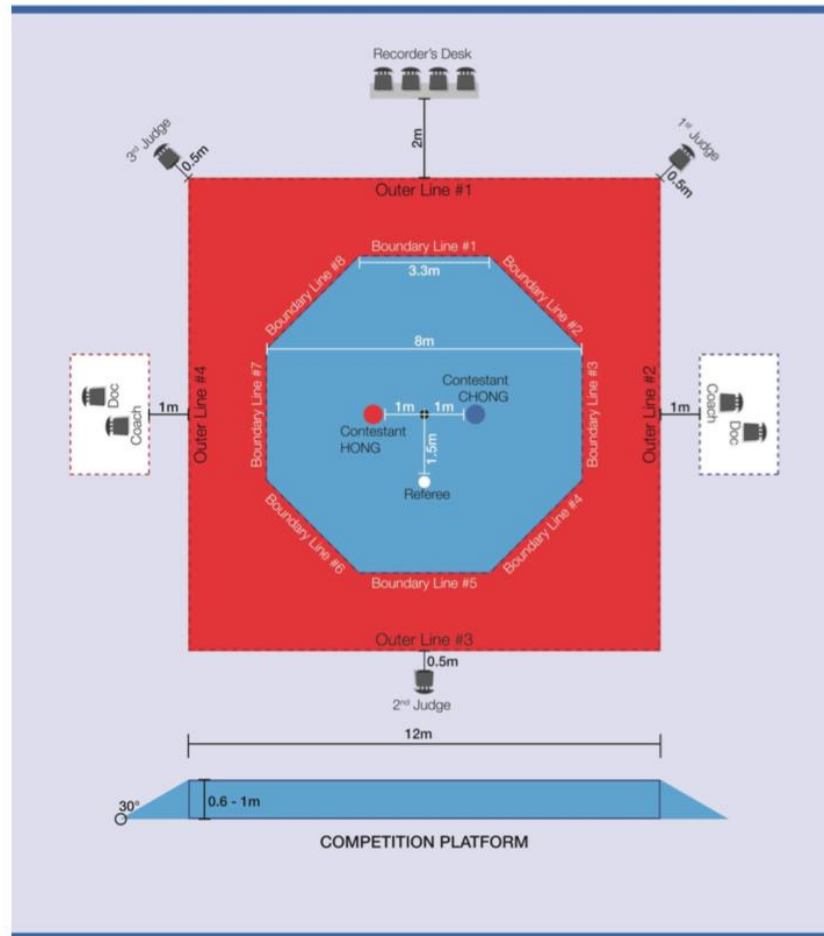 Recorder's Desk
2m
3rd Judge
0.5m
1st Judge
0.5m
Outer Line #1
Boundary Line #1
3.3m
Boundary Line #8
Boundary Line #2
8m
Boundary Line #7
Boundary Line #3
Contestant
CHONG
1m
1m
Contestant
HONG
1.5m
Referee
Outer Line #4
Outer Line #2
1m
Doc
Coach
1m
Coach
Doc
Boundary Line #6
Boundary Line #4
Boundary Line #5
Outer Line #3
0.5m
2nd Judge
12m
30°
0.6 - 1m
COMPETITION PLATFORM